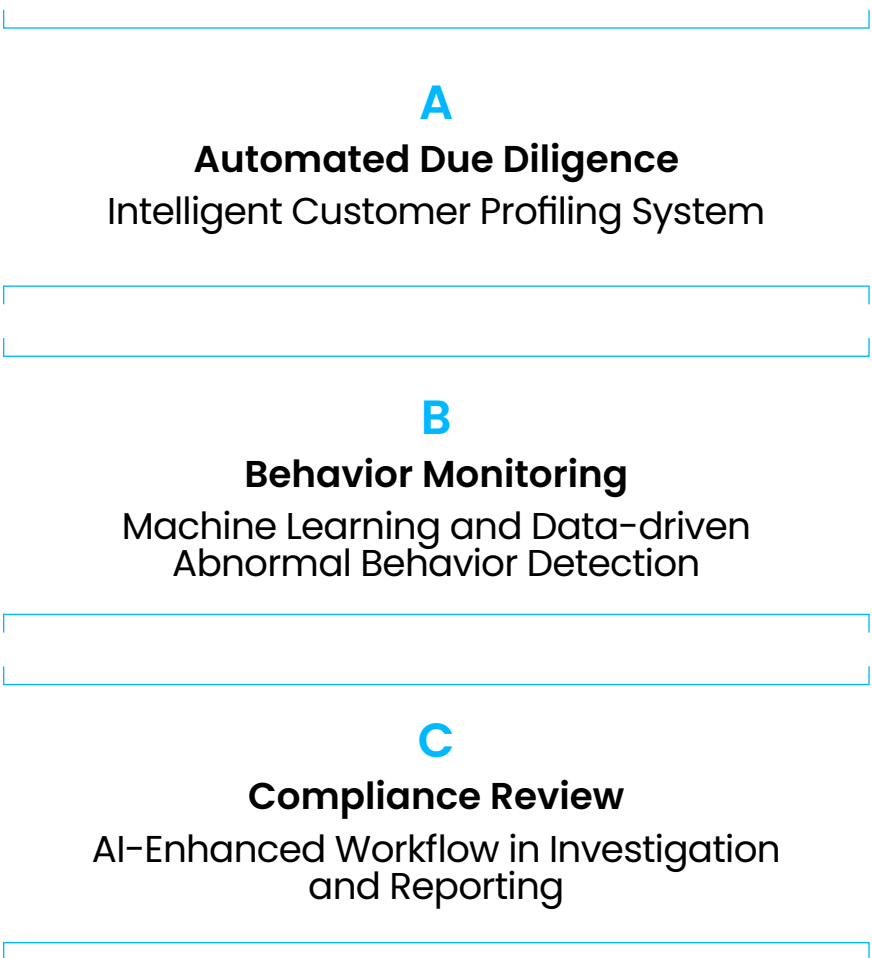 A
Automated Due Diligence
Intelligent Customer Profiling System
B
Behavior Monitoring
Machine Learning and Data-driven
Abnormal Behavior Detection
C
Compliance Review
AI-Enhanced Workflow in Investigation
and Reporting